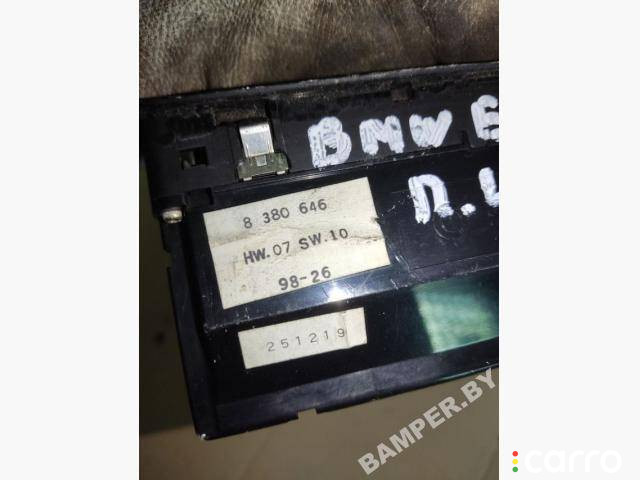 BMW E
П.
8 380 646
HW.07 SW.10
98-26
251219
BAMPER.BY
carro